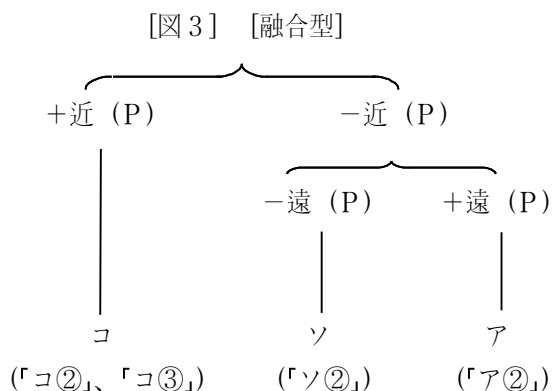 [図3] [融合型]
+近 (P) −近 (P)
−遠 (P) +遠 (P)
コ ソ ア
(「コ②」、「コ③」) (「ソ②」) (「ア②」)